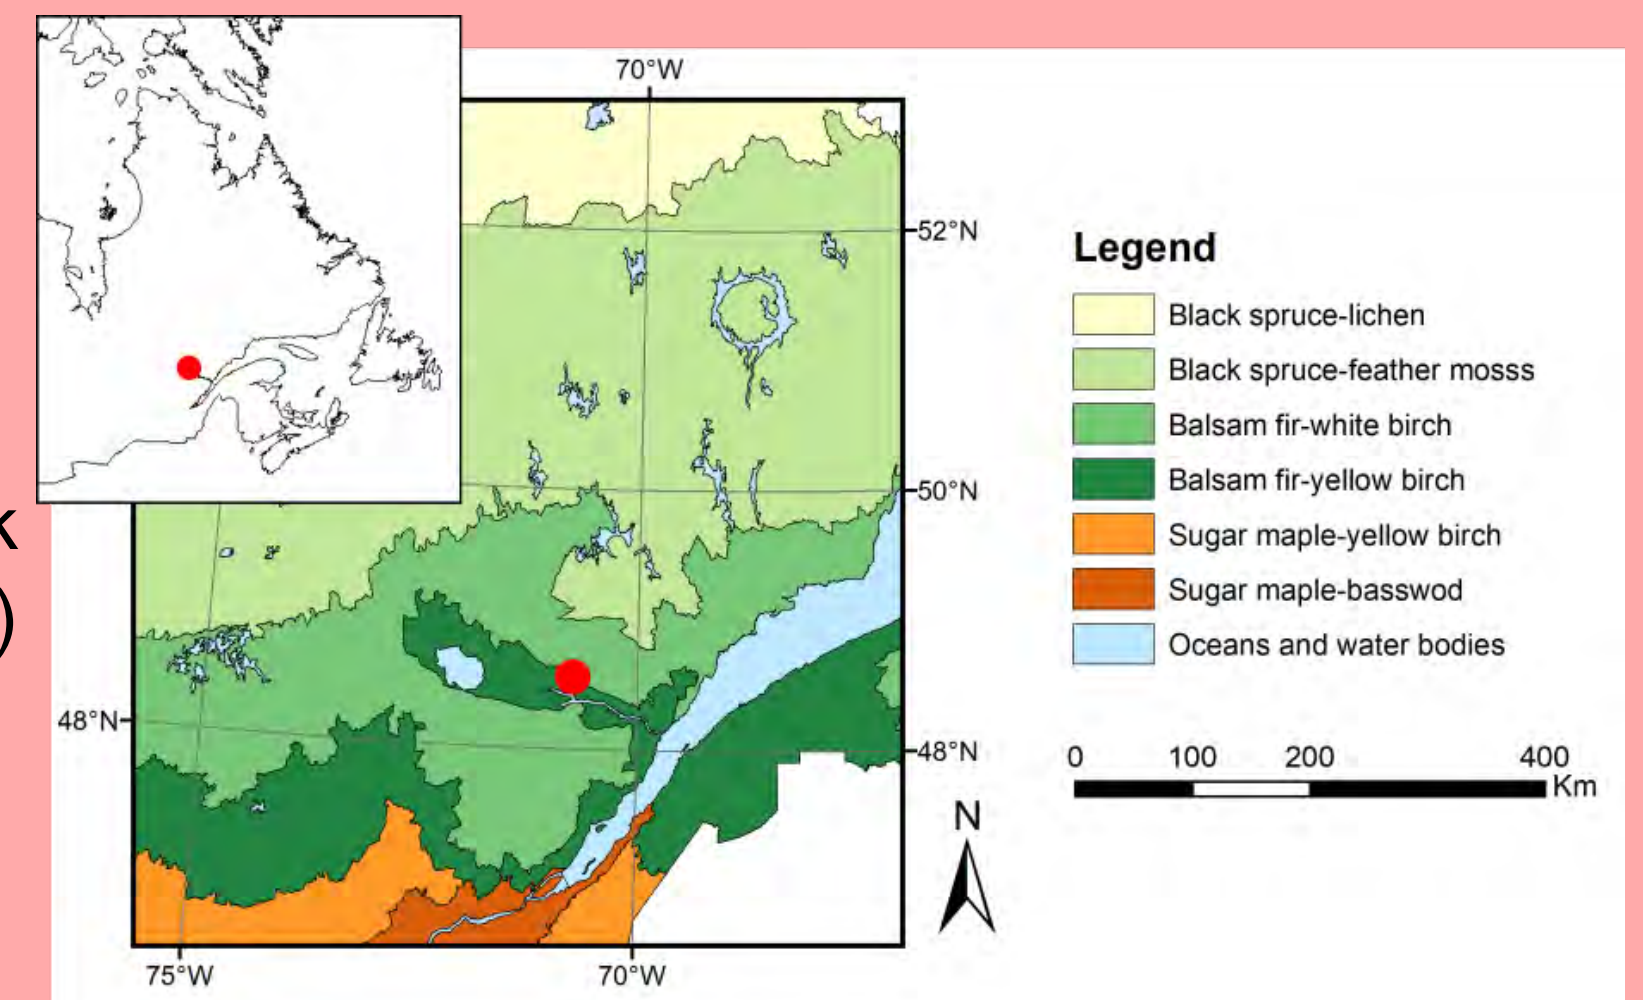 70°W
52°N
50°N
48°N
48°N
75°W
70°W
k
)
Legend
Black spruce-lichen
Black spruce-feather mosss
Balsam fir-white birch
Balsam fir-yellow birch
Sugar maple-yellow birch
Sugar maple-basswod
Oceans and water bodies
0 100 200 400
Km
N